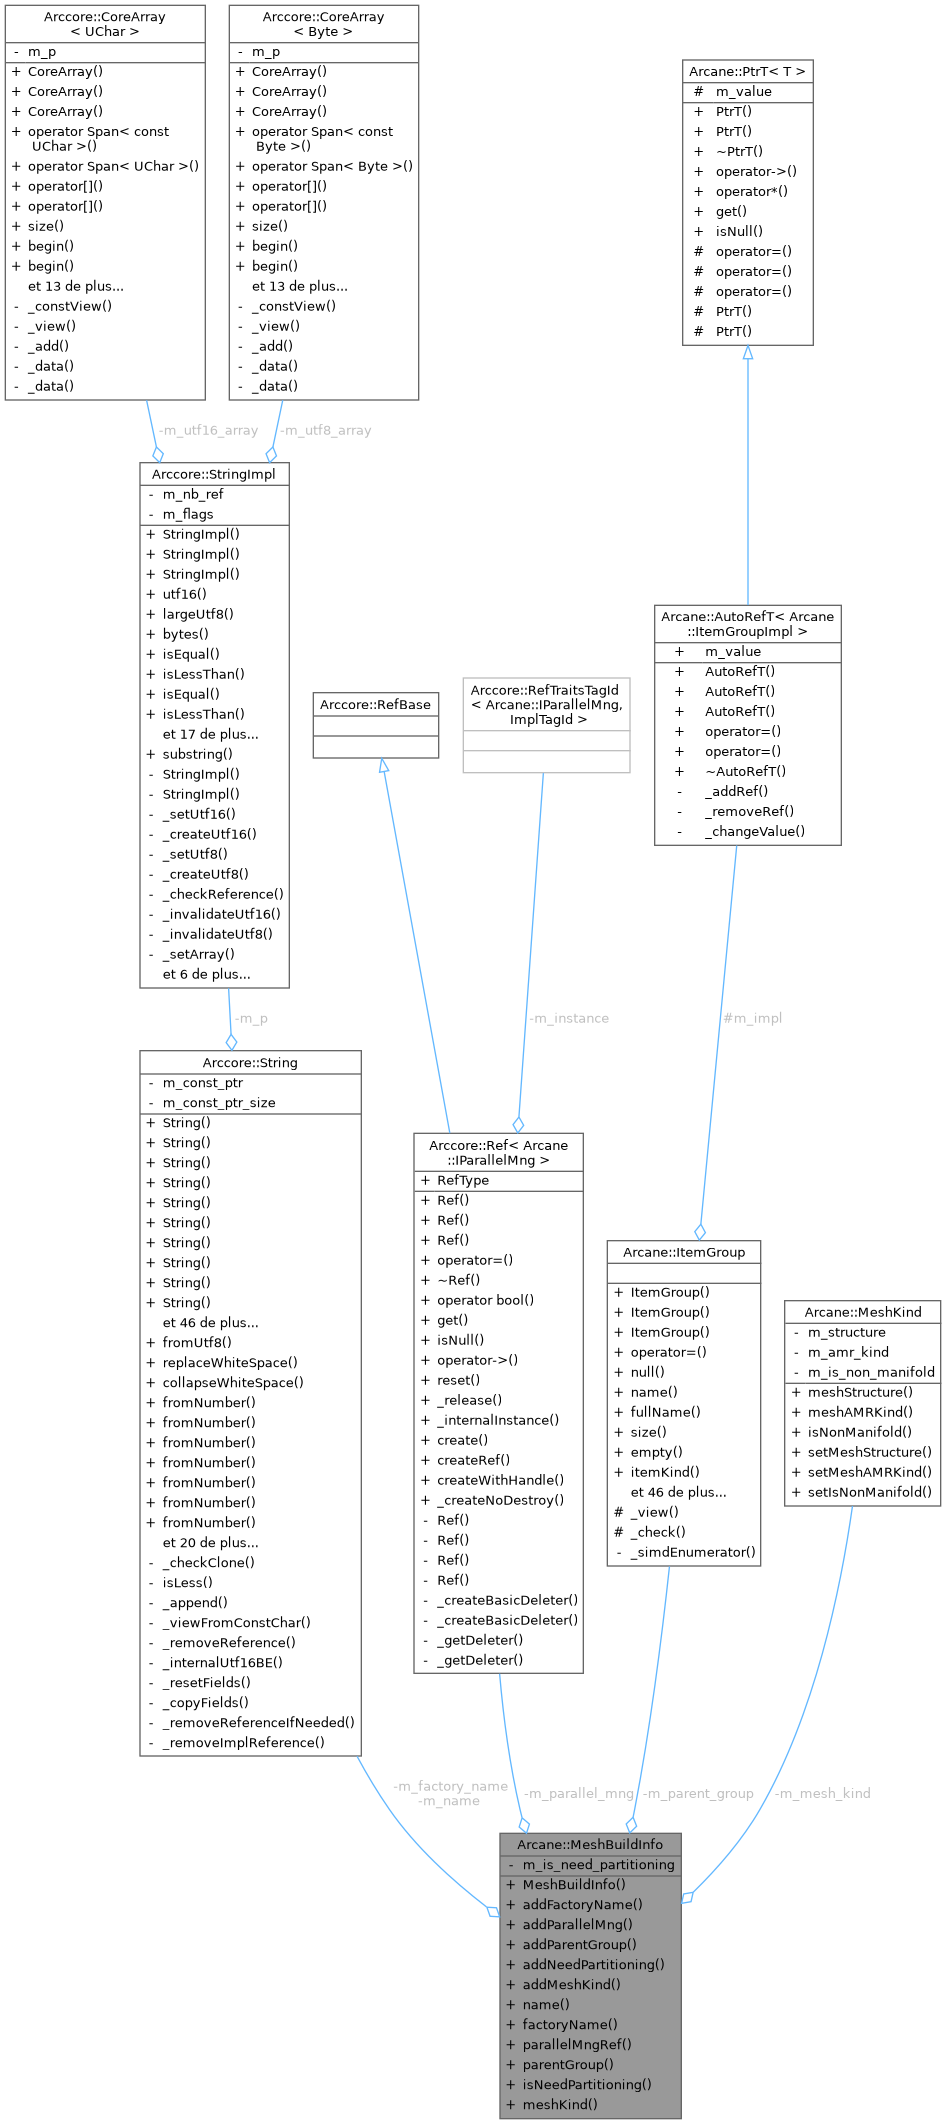 Arccore::CoreArray
< UChar >
- m_p
+ CoreArray()
+ CoreArray()
+ CoreArray()
+ operator Span< const
UChar >()
+ operator Span< UChar >()
+ operator[]()
+ operator[]()
+ size()
+ begin()
+ begin()
et 13 de plus...
- _constView()
- _view()
- _add()
- _data()
- _data()
Arccore::CoreArray
< Byte >
- m_p
+ CoreArray()
+ CoreArray()
+ CoreArray()
+ operator Span< const
Byte >()
+ operator Span< Byte >()
+ operator[]()
+ operator[]()
+ size()
+ begin()
+ begin()
et 13 de plus...
- _constView()
- _view()
- _add()
- _data()
- _data()
Arcane::PtrT< T >
# m_value
+ PtrT()
+ PtrT()
+ ~PtrT()
+ operator->()
+ operator*()
+ get()
+ isNull()
# operator=()
# operator=()
# operator=()
# PtrT()
# PtrT()
-m_utf16_array
-m_utf8_array
Arccore::StringImpl
- m_nb_ref
- m_flags
+ StringImpl()
+ StringImpl()
+ StringImpl()
+ utf16()
+ largeUtf8()
+ bytes()
+ isEqual()
+ isLessThan()
+ isEqual()
+ isLessThan()
et 17 de plus...
+ substring()
- StringImpl()
- StringImpl()
- _setUtf16()
- _createUtf16()
- _setUtf8()
- _createUtf8()
- _checkReference()
- _invalidateUtf16()
- _invalidateUtf8()
- _setArray()
et 6 de plus...
Arccore::RefBase
Arccore::RefTraitsTagId
< Arcane::IParallelMng,
ImplTagId >
Arcane::AutoRefT< Arcane
::ItemGroupImpl >
+ m_value
+ AutoRefT()
+ AutoRefT()
+ AutoRefT()
+ operator=()
+ operator=()
+ ~AutoRefT()
- _addRef()
- _removeRef()
- _changeValue()
-m_p
-m_instance
#m_impl
Arccore::String
- m_const_ptr
- m_const_ptr_size
+ String()
+ String()
+ String()
+ String()
+ String()
+ String()
+ String()
+ String()
+ String()
+ String()
et 46 de plus...
+ fromUtf8()
+ replaceWhiteSpace()
+ collapseWhiteSpace()
+ fromNumber()
+ fromNumber()
+ fromNumber()
+ fromNumber()
+ fromNumber()
+ fromNumber()
+ fromNumber()
et 20 de plus...
- _checkClone()
- isLess()
- _append()
- _viewFromConstChar()
- _removeReference()
- _internalUtf16BE()
- _resetFields()
- _copyFields()
- _removeReferenceIfNeeded()
- _removeImplReference()
Arccore::Ref< Arcane
::IParallelMng >
+ RefType
+ Ref()
+ Ref()
+ Ref()
+ operator=()
+ ~Ref()
+ operator bool()
+ get()
+ isNull()
+ operator->()
+ reset()
+ _release()
+ _internalInstance()
+ create()
+ createRef()
+ createWithHandle()
+ _createNoDestroy()
- Ref()
- Ref()
- Ref()
- Ref()
- _createBasicDeleter()
- _createBasicDeleter()
- _getDeleter()
- _getDeleter()
Arcane::ItemGroup
+ ItemGroup()
+ ItemGroup()
+ ItemGroup()
+ operator=()
+ null()
+ name()
+ fullName()
+ size()
+ empty()
+ itemKind()
et 46 de plus...
# _view()
# _check()
- _simdEnumerator()
Arcane::MeshKind
- m_structure
- m_amr_kind
- m_is_non_manifold
+ meshStructure()
+ meshAMRKind()
+ isNonManifold()
+ setMeshStructure()
+ setMeshAMRKind()
+ setIsNonManifold()
-m_factory_name
-m_name
-m_parallel_mng
-m_parent_group
-m_mesh_kind
Arcane::MeshBuildInfo
- m_is_need_partitioning
+ MeshBuildInfo()
+ addFactoryName()
+ addParallelMng()
+ addParentGroup()
+ addNeedPartitioning()
+ addMeshKind()
+ name()
+ factoryName()
+ parallelMngRef()
+ parentGroup()
+ isNeedPartitioning()
+ meshKind()